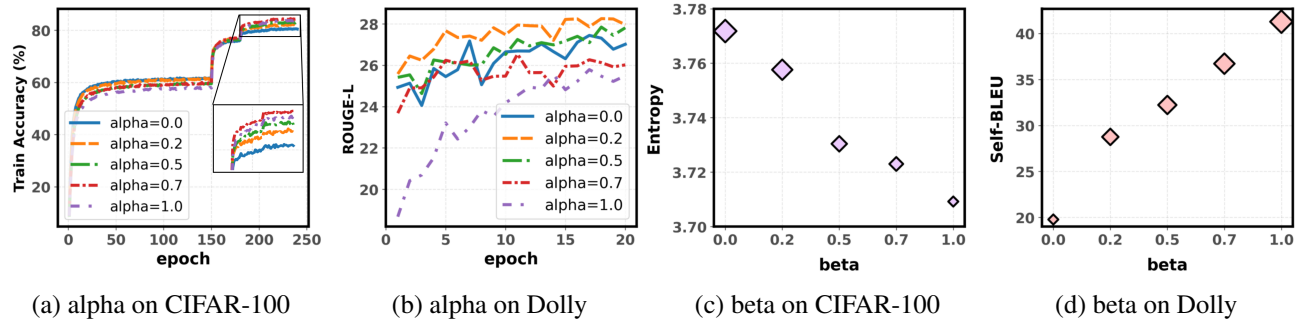 Train Accuracy (%)
80
60
40
20
alpha=0.0
alpha=0.2
alpha=0.5
alpha=0.7
alpha=1.0
0 50 100 150 200 250
epoch
(a) alpha on CIFAR-100
ROUGE-L
28
26
24
22
20
18
alpha=0.0
alpha=0.2
alpha=0.5
alpha=0.7
alpha=1.0
0 5 10 15 20
epoch
(b) alpha on Dolly
Entropy
3.78
3.76
3.74
3.72
3.70
0.0 0.2 0.5 0.7 1.0
beta
(c) beta on CIFAR-100
Self-BLEU
40
35
30
25
20
0.0 0.2 0.5 0.7 1.0
beta
(d) beta on Dolly